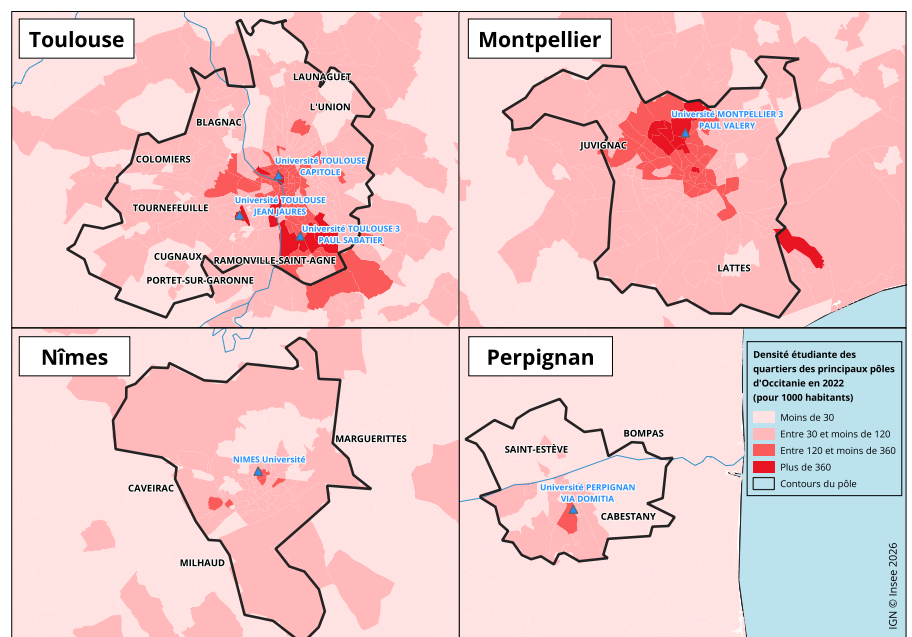 Toulouse
LAUNAGUET
L'UNION
BLAGNAC
COLOMIERS
Université TOULOUSE
CAPITOLE
Université TOULOUSE
JEAN JAURES
TOURNEFEUILLE
Université TOULOUSE 3
PAUL SABATIER
CUGNAUX
RAMONVILLE-SAINT-AGNE
PORTET-SUR-GARONNE
Montpellier
Université MONTPELLIER 3
PAUL VALERY
JUVIGNAC
LATTES
Nîmes
MARGUERITTES
NIMES Université
CAVEIRAC
MILHAUD
Perpignan
BOMPAS
SAINT-ESTÈVE
Université PERPIGNAN
VIA DOMITIA
CABESTANY
Densité étudiante des
quartiers des principaux pôles
d'Occitanie en 2022
(pour 1000 habitants)
Moins de 30
Entre 30 et moins de 120
Entre 120 et moins de 360
Plus de 360
Contours du pôle
IGN © Insee 2026